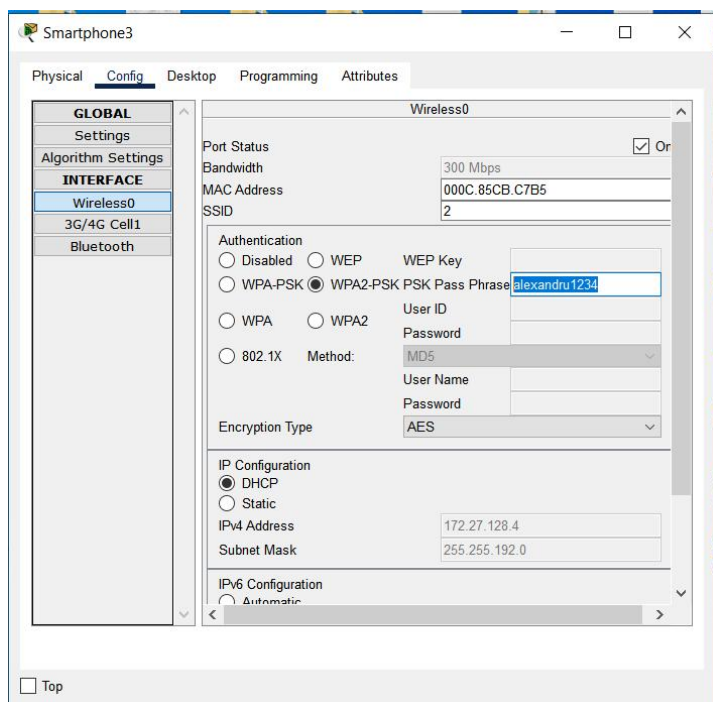 Smartphone3
Physical Config Desktop Programming Attributes
GLOBAL
Settings
Algorithm Settings
INTERFACE
Wireless0
3G/4G Cell1
Bluetooth
Wireless0
Port Status On
Bandwidth 300 Mbps
MAC Address 000C.85CB.C7B5
SSID 2
Authentication
Disabled WEP WEP Key
WPA-PSK WPA2-PSK PSK Pass Phrase alexandru1234
User ID
WPA WPA2
Password
802.1X Method: MD5
User Name
Password
Encryption Type AES
IP Configuration
DHCP
Static
IPv4 Address 172.27.128.4
Subnet Mask 255.255.192.0
IPv6 Configuration
Automatic
Top